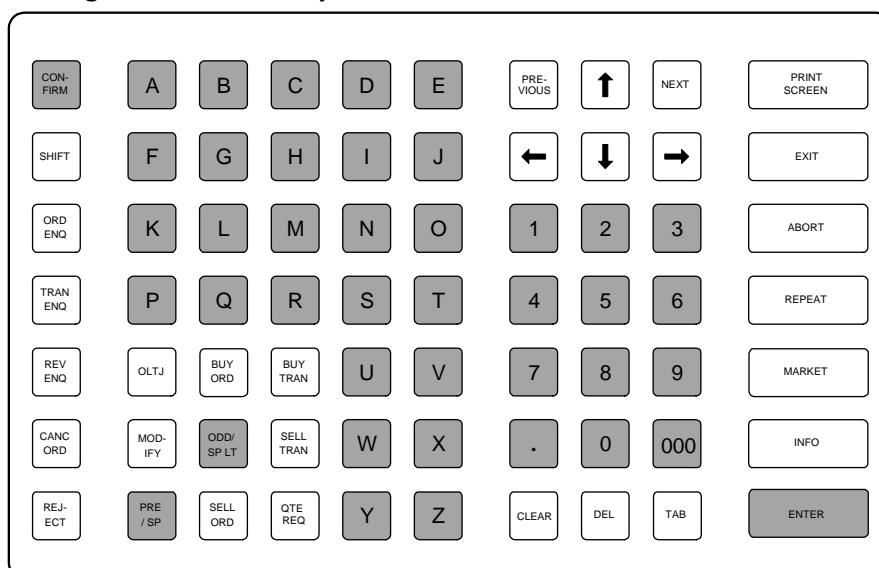 CON-
FIRM
A
B
C
D
E
PRE-
VIOUS
NEXT
PRINT
SCREEN
SHIFT
F
G
H
I
J
EXIT
ORD
ENQ
K
L
M
N
O
1
2
3
ABORT
TRAN
ENQ
P
Q
R
S
T
4
5
6
REPEAT
REV
ENQ
OLTJ
BUY
ORD
BUY
TRAN
U
V
7
8
9
MARKET
CANC
ORD
MOD-
IFY
ODD/
SP LT
SELL
TRAN
W
X
.
0
000
INFO
REJ-
ECT
PRE
/ SP
SELL
ORD
QTE
REQ
Y
Z
CLEAR
DEL
TAB
ENTER